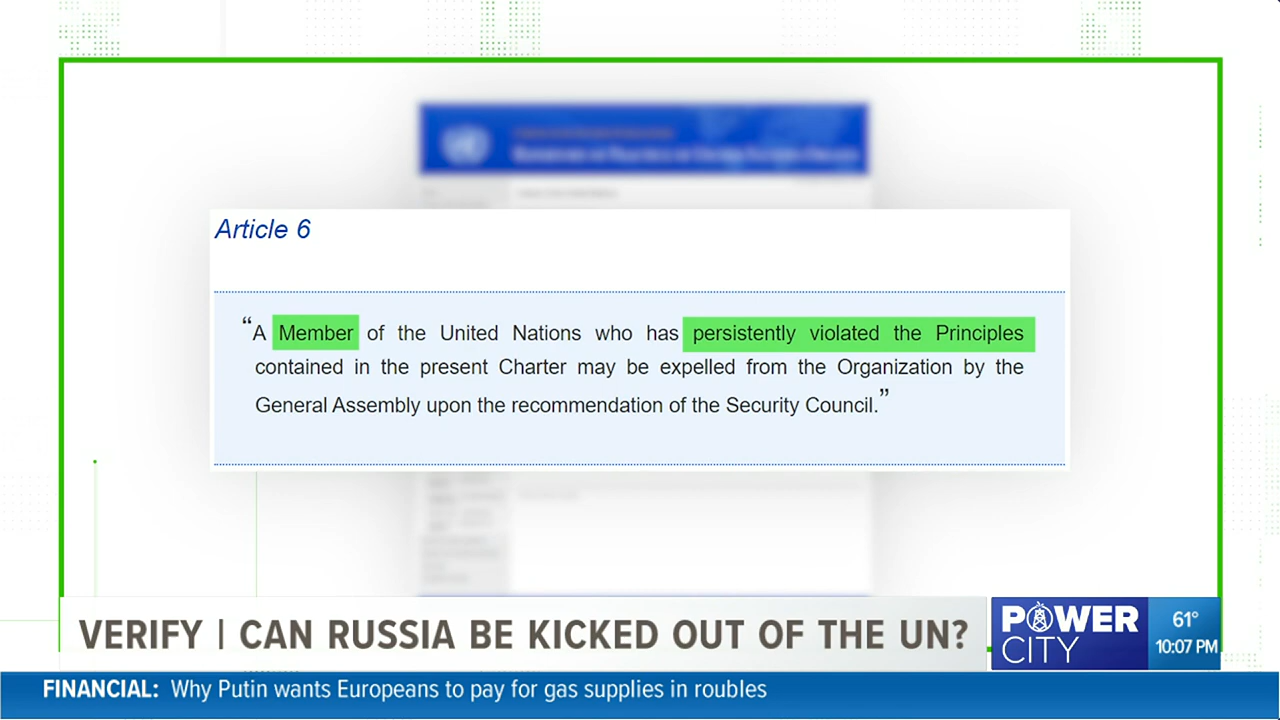 Article 6
“A Member of the United Nations who has persistently violated the Principles
contained in the present Charter may be expelled from the Organization by the
General Assembly upon the recommendation of the Security Council.”
VERIFY | CAN RUSSIA BE KICKED OUT OF THE UN?
POWER
CITY
61°
10:07 PM
FINANCIAL: Why Putin wants Europeans to pay for gas supplies in roubles